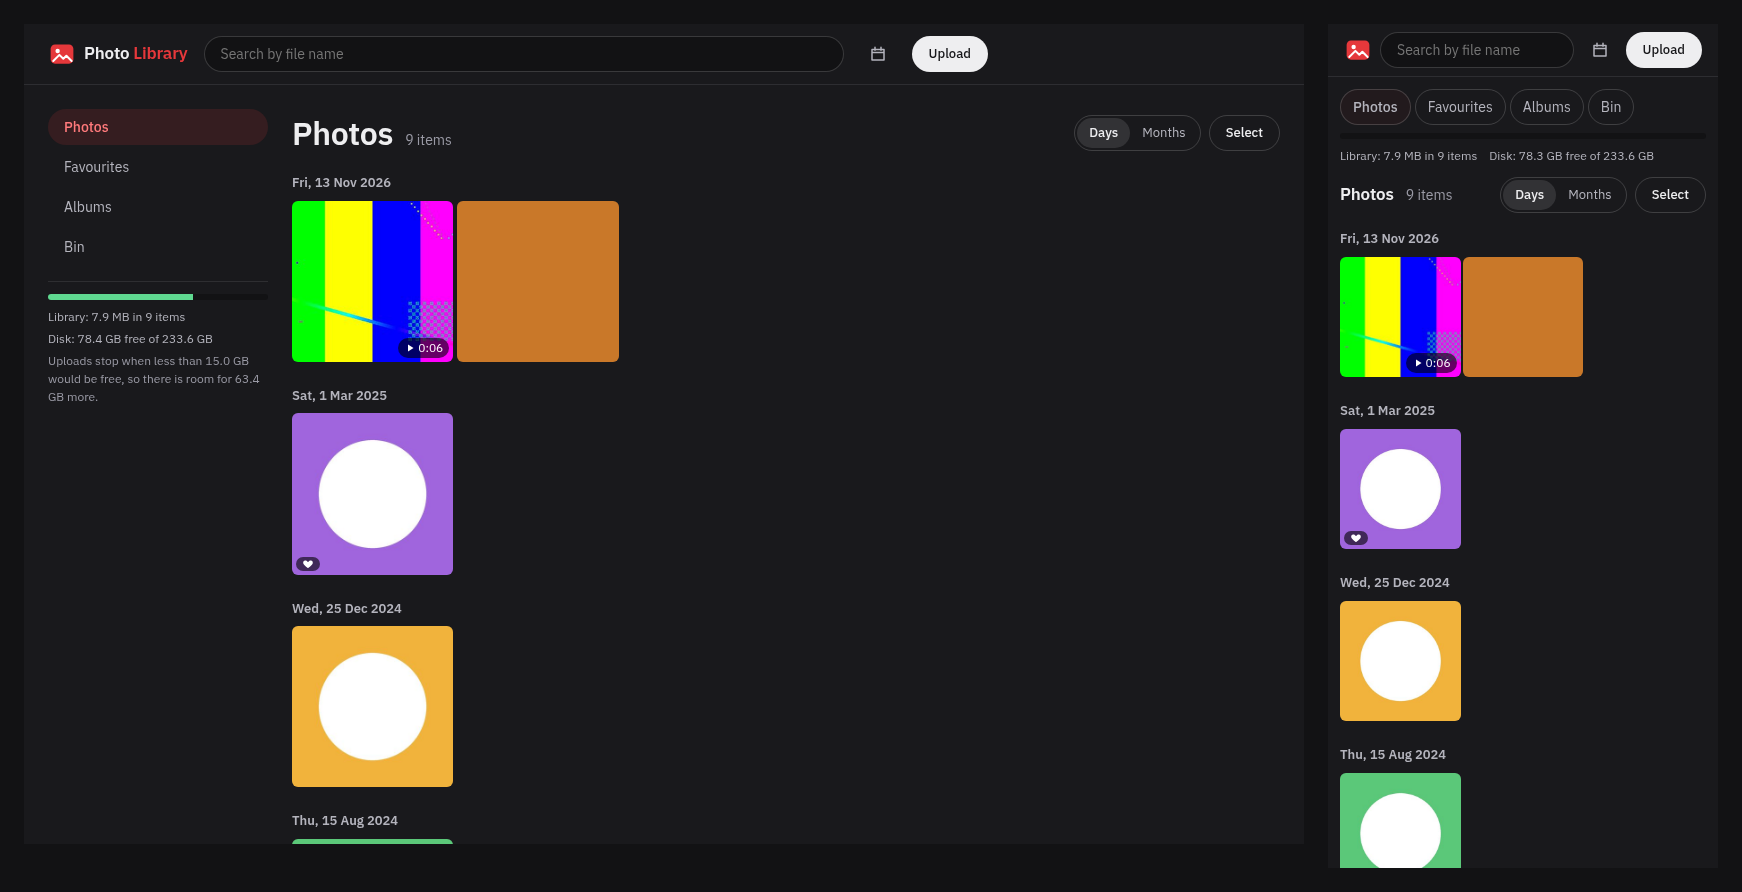 Photo Library
Search by file name
Upload
Photos
Favourites
Albums
Bin
Library: 7.9 MB in 9 items
Disk: 78.4 GB free of 233.6 GB
Uploads stop when less than 15.0 GB
would be free, so there is room for 63.4
GB more.
Photos 9 items
Days Months Select
Fri, 13 Nov 2026
0:06
Sat, 1 Mar 2025
Wed, 25 Dec 2024
Thu, 15 Aug 2024
Search by file name
Upload
Photos Favourites Albums Bin
Library: 7.9 MB in 9 items Disk: 78.3 GB free of 233.6 GB
Photos 9 items Days Months Select
Fri, 13 Nov 2026
0:06
Sat, 1 Mar 2025
Wed, 25 Dec 2024
Thu, 15 Aug 2024